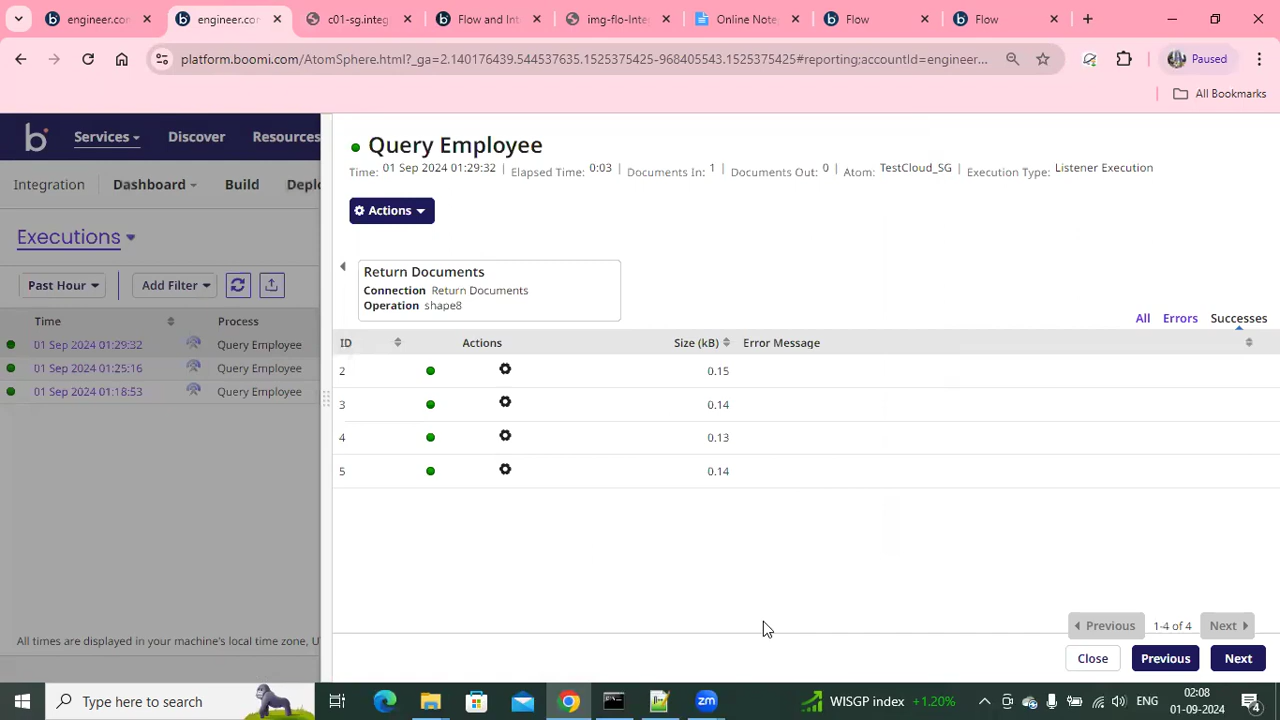 engineer.con
engineer.con
c01-sg.integ
Flow and Int
img-flo-Inte
Online Note
Flow
Flow
platform.boomi.com/AtomSphere.html?_ga=2.140176439.544537635.1525375425-968405543.1525375425#reporting;accountId=engineer...
Paused
All Bookmarks
b
Services
Discover
Resources
Integration
Dashboard
Build
Deplo
Executions
Past Hour
Add Filter
Time
Process
01 Sep 2024 01:29:32
Query Employee
01 Sep 2024 01:25:16
Query Employee
01 Sep 2024 01:18:53
Query Employee
All times are displayed in your machine's local time zone, U
Query Employee
Time: 01 Sep 2024 01:29:32 | Elapsed Time: 0:03 | Documents In: 1 | Documents Out: 0 | Atom: TestCloud_SG | Execution Type: Listener Execution
Actions
Return Documents
Connection Return Documents
Operation shape8
All Errors Successes
ID Actions Size (kB) Error Message
2 0.15
3 0.14
4 0.13
5 0.14
Previous 1-4 of 4 Next
Close Previous Next
Type here to search
WISGP index +1.20%
ENG
02:08
01-09-2024
4